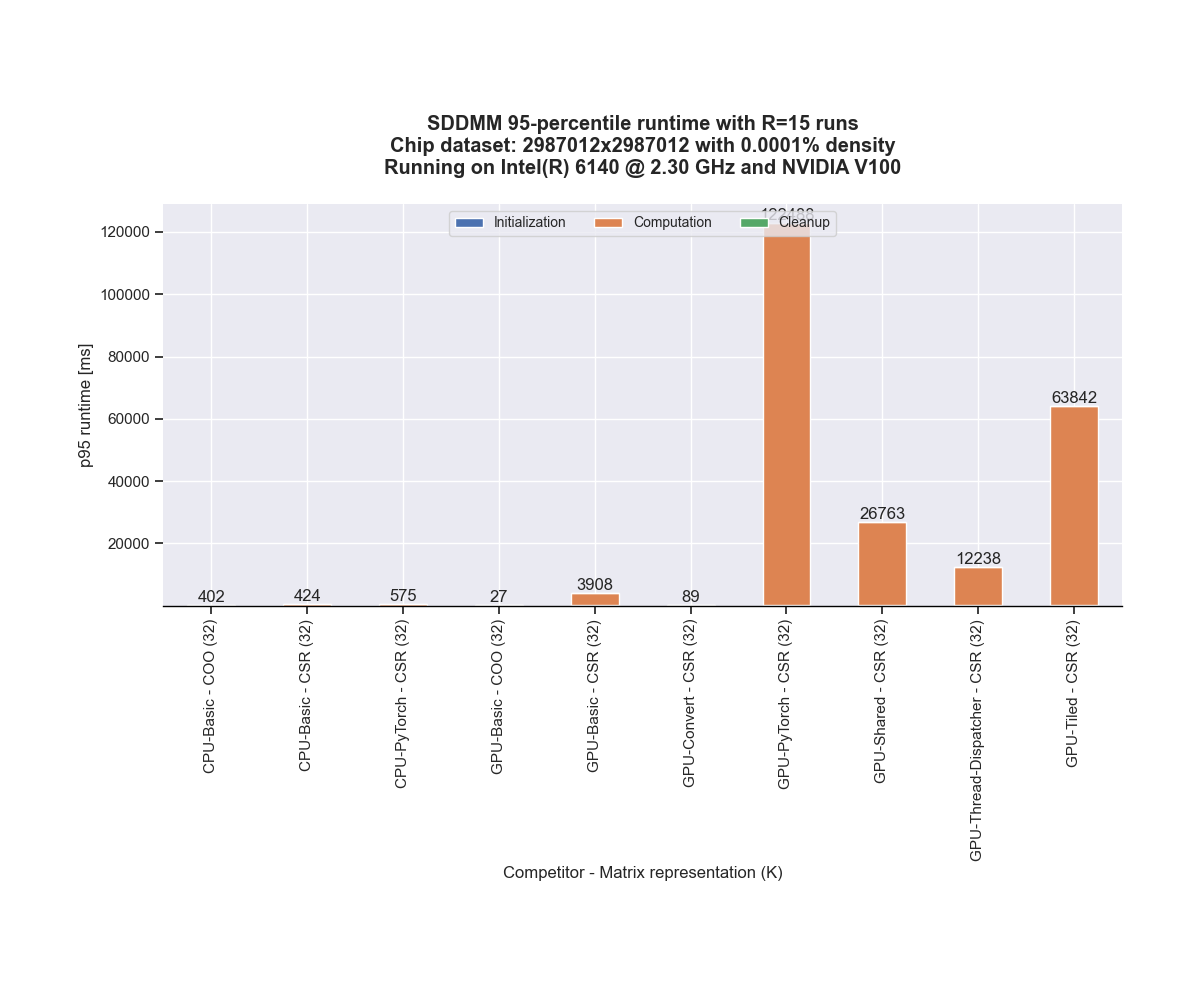 SDDMM 95-percentile runtime with R=15 runs
Chip dataset: 2987012x2987012 with 0.0001% density
Running on Intel(R) 6140 @ 2.30 GHz and NVIDIA V100
Initialization Computation Cleanup
p95 runtime [ms]
120000
100000
80000
60000
40000
20000
402
424
575
27
3908
89
26763
12238
63842
CPU-Basic - COO (32)
CPU-Basic - CSR (32)
CPU-PyTorch - CSR (32)
GPU-Basic - COO (32)
GPU-Basic - CSR (32)
GPU-Convert - CSR (32)
GPU-PyTorch - CSR (32)
GPU-Shared - CSR (32)
GPU-Thread-Dispatcher - CSR (32)
GPU-Tiled - CSR (32)
Competitor - Matrix representation (K)